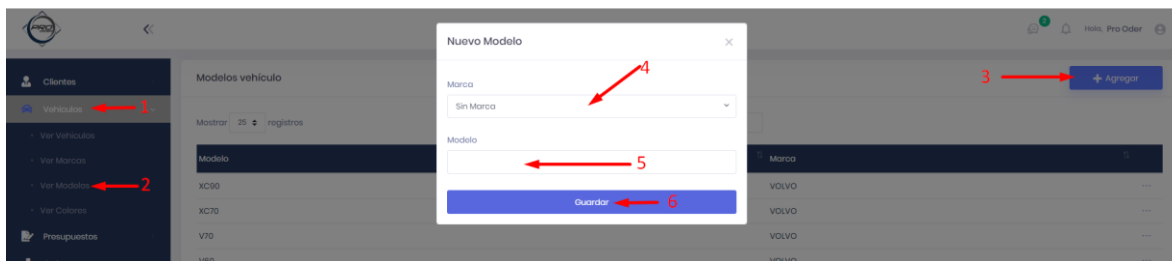 PRO
2
Hola, Pro Oder
Nuevo Modelo
Clientes
Modelos vehículo
3
+ Agregar
4
Marca
Vehículos
1
Sin Marca
Mostrar 25 registros
Ver Vehículos
Modelo
Ver Marcas
Modelo
Marca
5
Ver Modelos
2
XC90
VOLVO
...
Guardar
6
Ver Colores
XC70
VOLVO
...
Presupuestos
V70
VOLVO
...